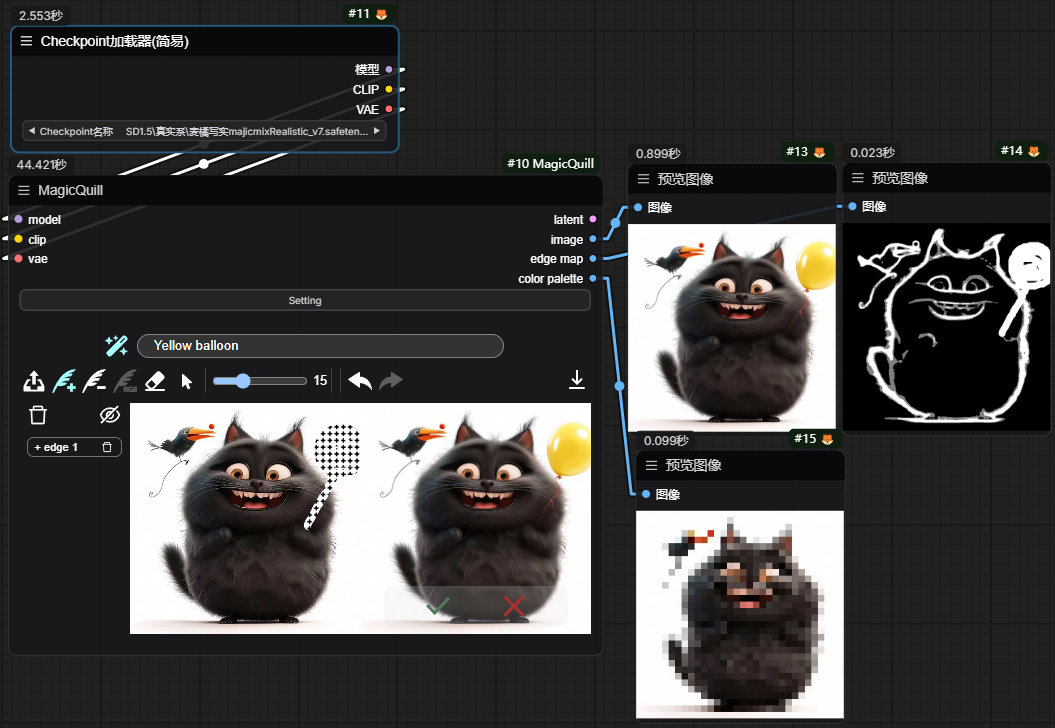 2.553秒
#11
Checkpoint加载器(简易)
模型
CLIP
VAE
Checkpoint名称 SD1.5\真实系\麦橘写实majicmixRealistic_v7.safeten...
44.421秒
#10 MagicQuill
MagicQuill
model
clip
vae
latent
image
edge map
color palette
Setting
Yellow balloon
RGB
15
+ edge 1
0.899秒
#13
预览图像
图像
0.023秒
#14
预览图像
图像
0.099秒
#15
预览图像
图像